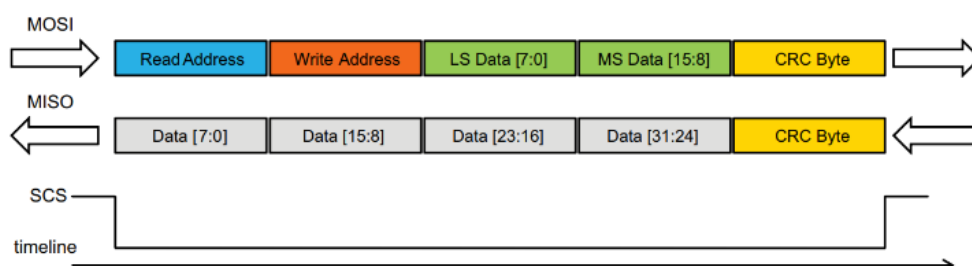 MOSI
Read Address Write Address LS Data [7:0] MS Data [15:8] CRC Byte
MISO
Data [7:0] Data [15:8] Data [23:16] Data [31:24] CRC Byte
SCS
timeline